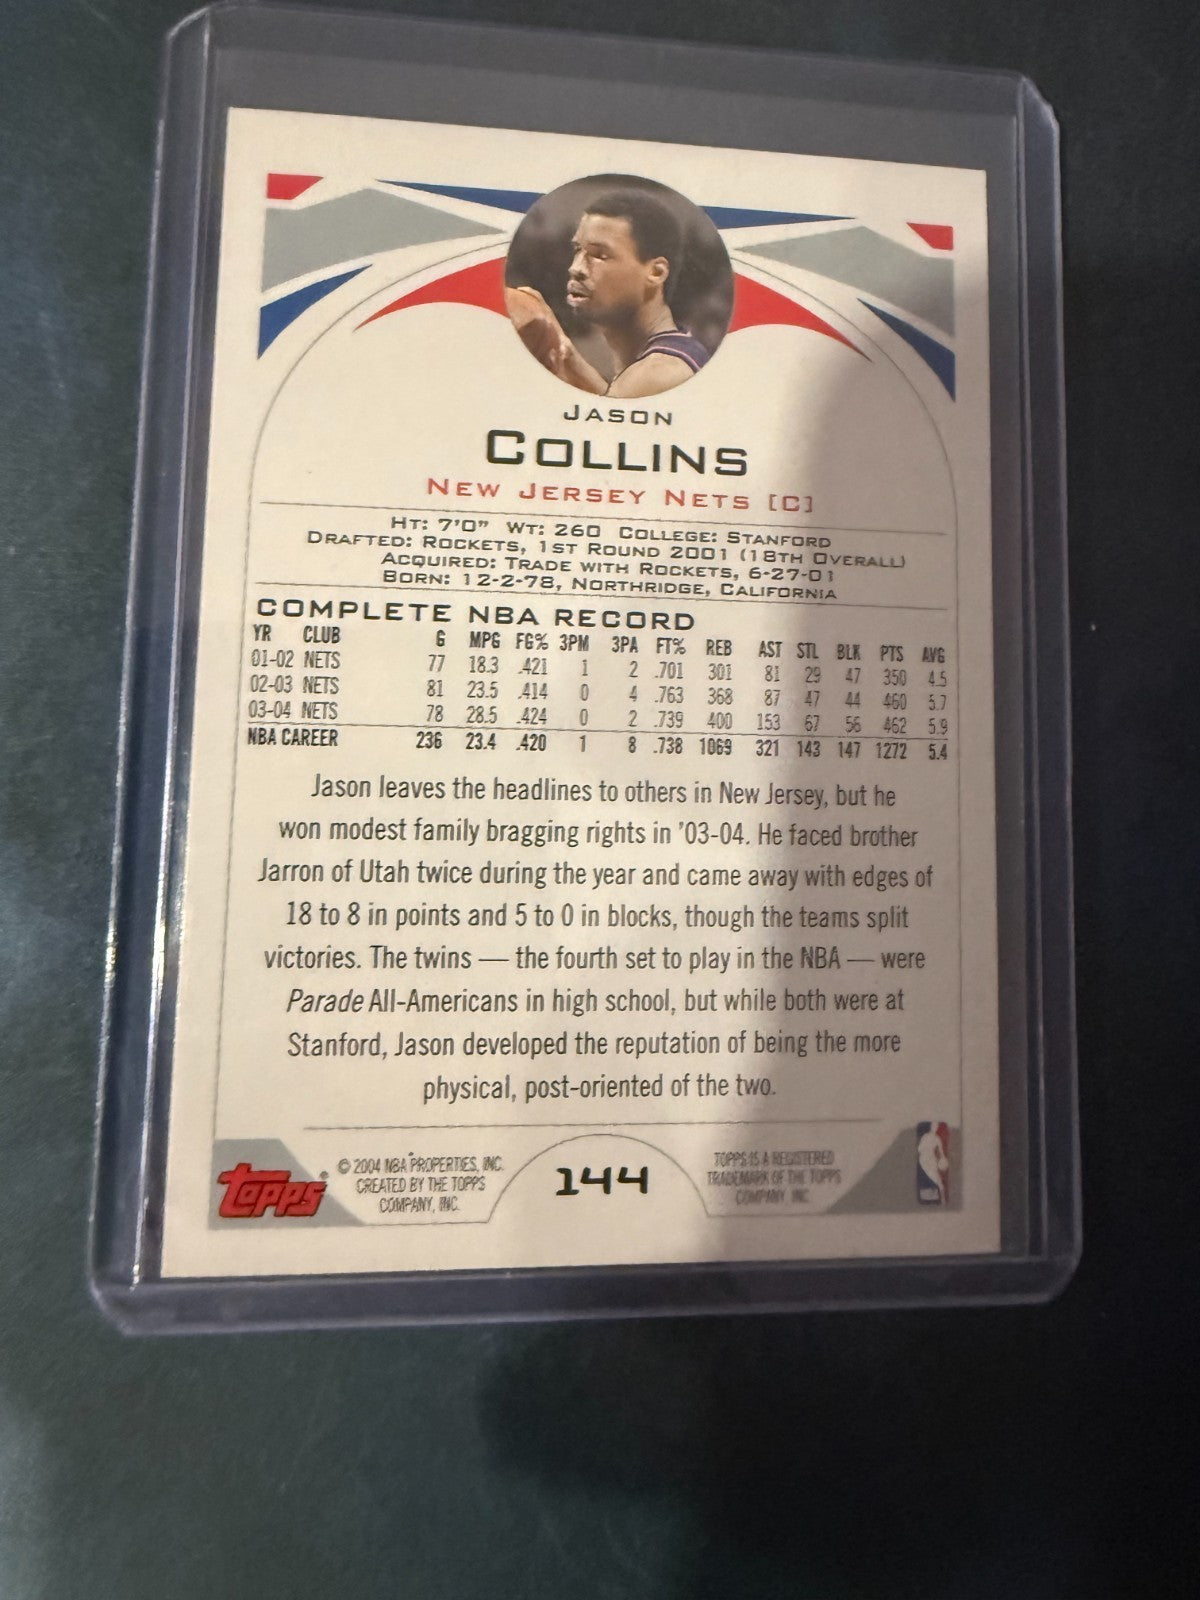 JASON
COLLINS
NEW JERSEY NETS [C]
HT: 7'0" WT: 260 COLLEGE: STANFORD
DRAFTED: ROCKETS, 1ST ROUND 2001 (18TH OVERALL)
ACQUIRED: TRADE WITH ROCKETS, 6-27-01
BORN: 12-2-78, NORTHRIDGE, CALIFORNIA
COMPLETE NBA RECORD
YR CLUB G MPG FG% 3PM 3PA FT% REB AST STL BLK PTS AVG
01-02 NETS 77 18.3 .421 1 2 .701 301 81 29 47 350 4.5
02-03 NETS 81 23.5 .414 0 4 .763 368 87 47 44 460 5.7
03-04 NETS 78 28.5 .424 0 2 .739 400 153 67 56 462 5.9
NBA CAREER 236 23.4 .420 1 8 .738 1069 321 143 147 1272 5.4
Jason leaves the headlines to others in New Jersey, but he
won modest family bragging rights in '03-04. He faced brother
Jarron of Utah twice during the year and came away with edges of
18 to 8 in points and 5 to 0 in blocks, though the teams split
victories. The twins — the fourth set to play in the NBA — were
Parade All-Americans in high school, but while both were at
Stanford, Jason developed the reputation of being the more
physical, post-oriented of the two.
topps®
© 2004 NBA PROPERTIES, INC.
CREATED BY THE TOPPS
COMPANY, INC.
144
TOPPS IS A REGISTERED
TRADEMARK OF THE TOPPS
COMPANY, INC.
NBA